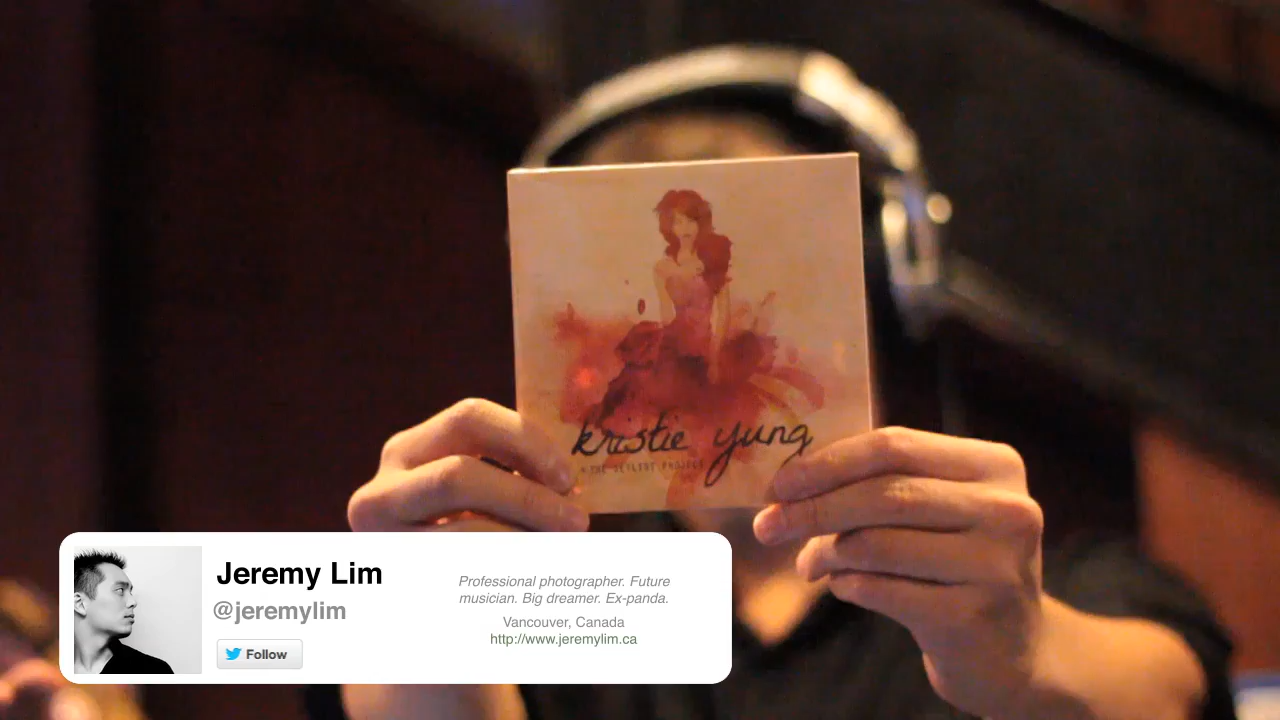 kristie yung
Jeremy Lim
@jeremylim
Follow
Professional photographer. Future
musician. Big dreamer. Ex-panda.
Vancouver, Canada
http://www.jeremylim.ca